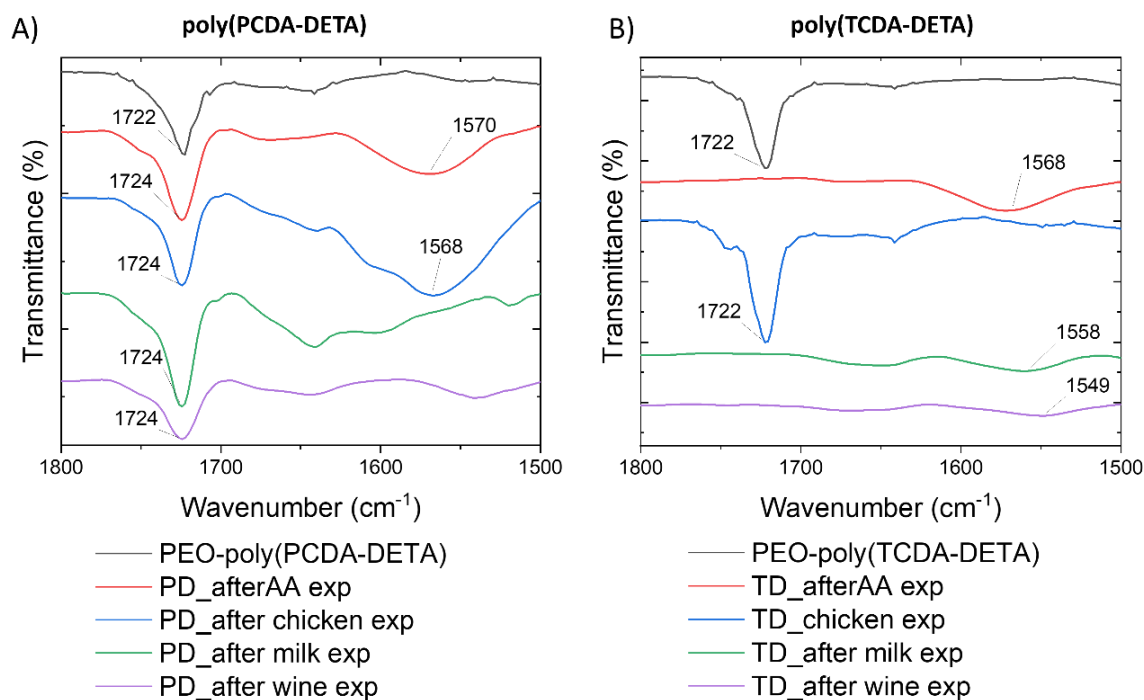 A)
poly(PCDA-DETA)
1722
1570
1724
1568
1724
1724
1724
Transmittance (%)
1800
1700
1600
1500
Wavenumber (cm⁻¹)
PEO-poly(PCDA-DETA)
PD_afterAA exp
PD_after chicken exp
PD_after milk exp
PD_after wine exp
B)
poly(TCDA-DETA)
1722
1568
1722
1558
1549
Transmittance (%)
1800
1700
1600
1500
Wavenumber (cm⁻¹)
PEO-poly(TCDA-DETA)
TD_afterAA exp
TD_chicken exp
TD_after milk exp
TD_after wine exp